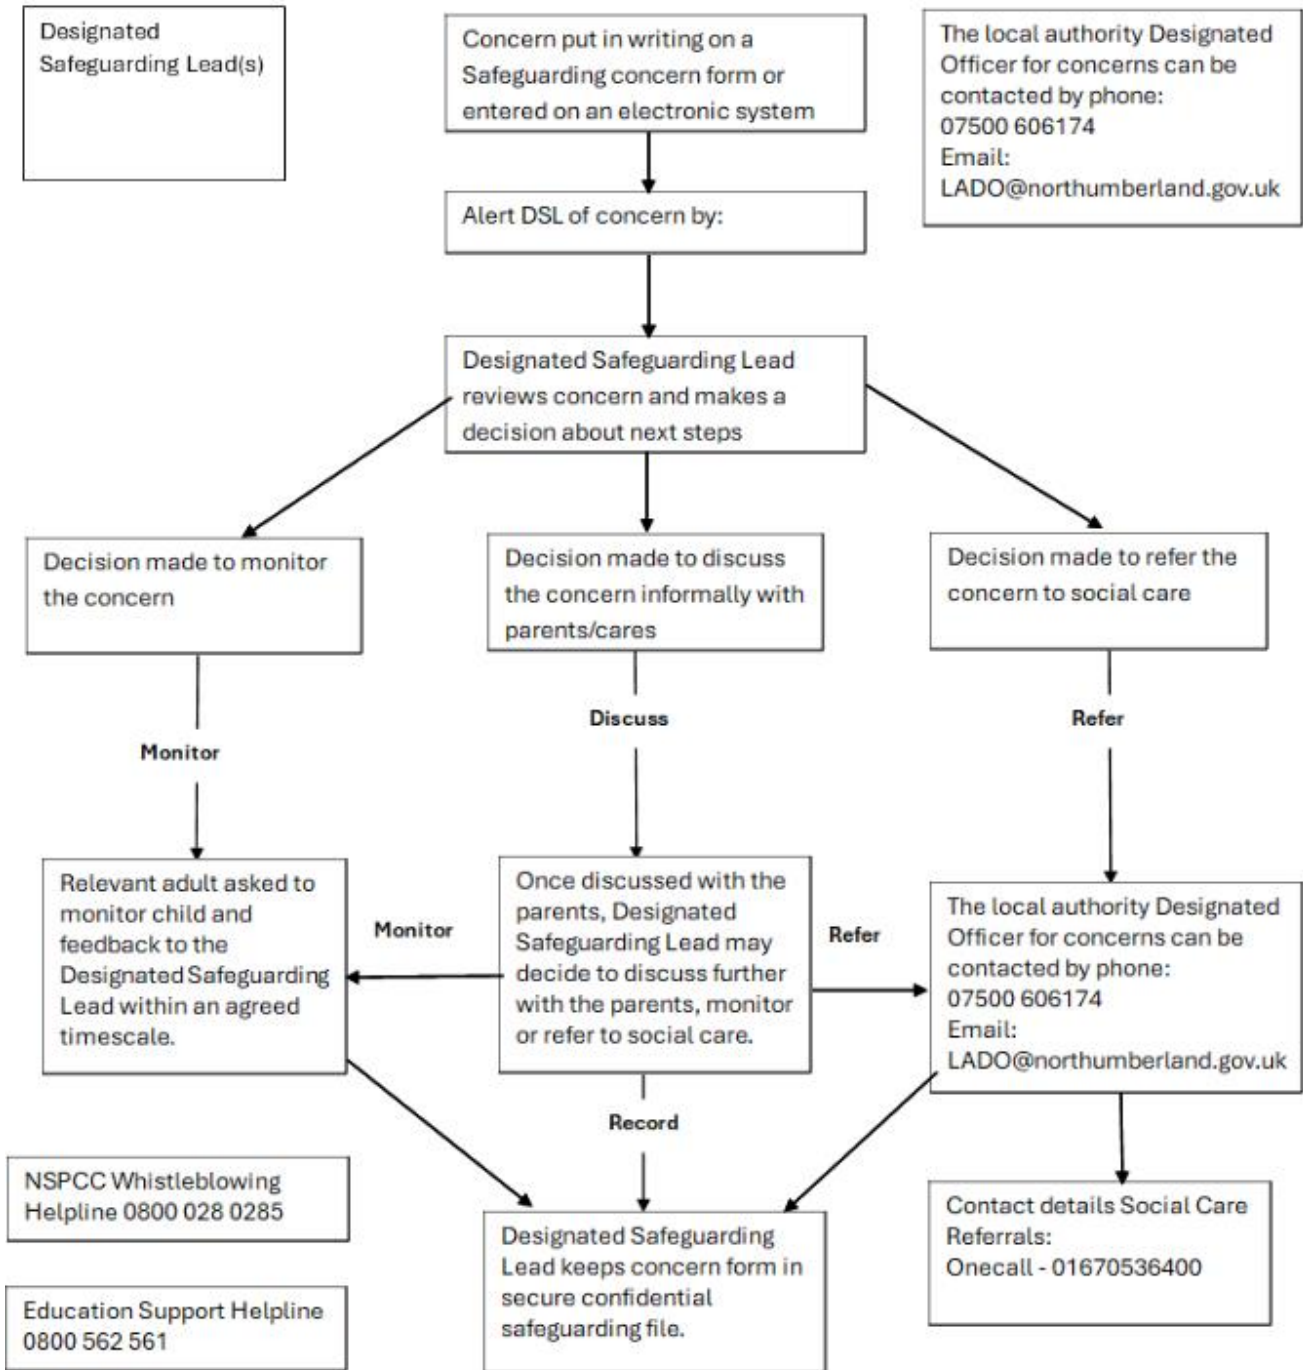 Designated
Safeguarding Lead(s)
Concern put in writing on a
Safeguarding concern form or
entered on an electronic system
The local authority Designated
Officer for concerns can be
contacted by phone:
07500 606174
Email:
LADO@northumberland.gov.uk
Alert DSL of concern by:
Designated Safeguarding Lead
reviews concern and makes a
decision about next steps
Decision made to monitor
the concern
Decision made to discuss
the concern informally with
parents/cares
Decision made to refer the
concern to social care
Monitor
Discuss
Refer
Relevant adult asked to
monitor child and
feedback to the
Designated Safeguarding
Lead within an agreed
timescale.
Monitor
Once discussed with the
parents, Designated
Safeguarding Lead may
decide to discuss further
with the parents, monitor
or refer to social care.
Refer
The local authority Designated
Officer for concerns can be
contacted by phone:
07500 606174
Email:
LADO@northumberland.gov.uk
Record
NSPCC Whistleblowing
Helpline 0800 028 0285
Education Support Helpline
0800 562 561
Designated Safeguarding
Lead keeps concern form in
secure confidential
safeguarding file.
Contact details Social Care
Referrals:
Onecall - 01670536400